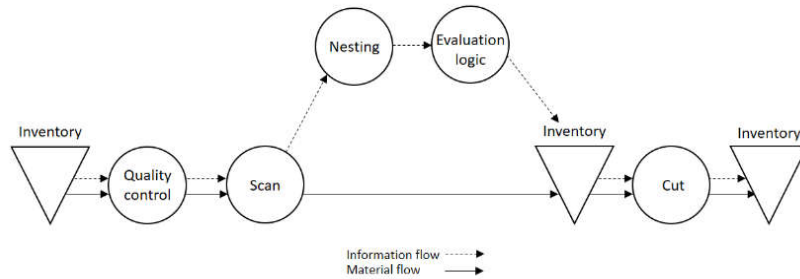 Nesting
Evaluation
logic
Inventory
Inventory
Inventory
Quality
control
Scan
Cut
Information flow
Material flow